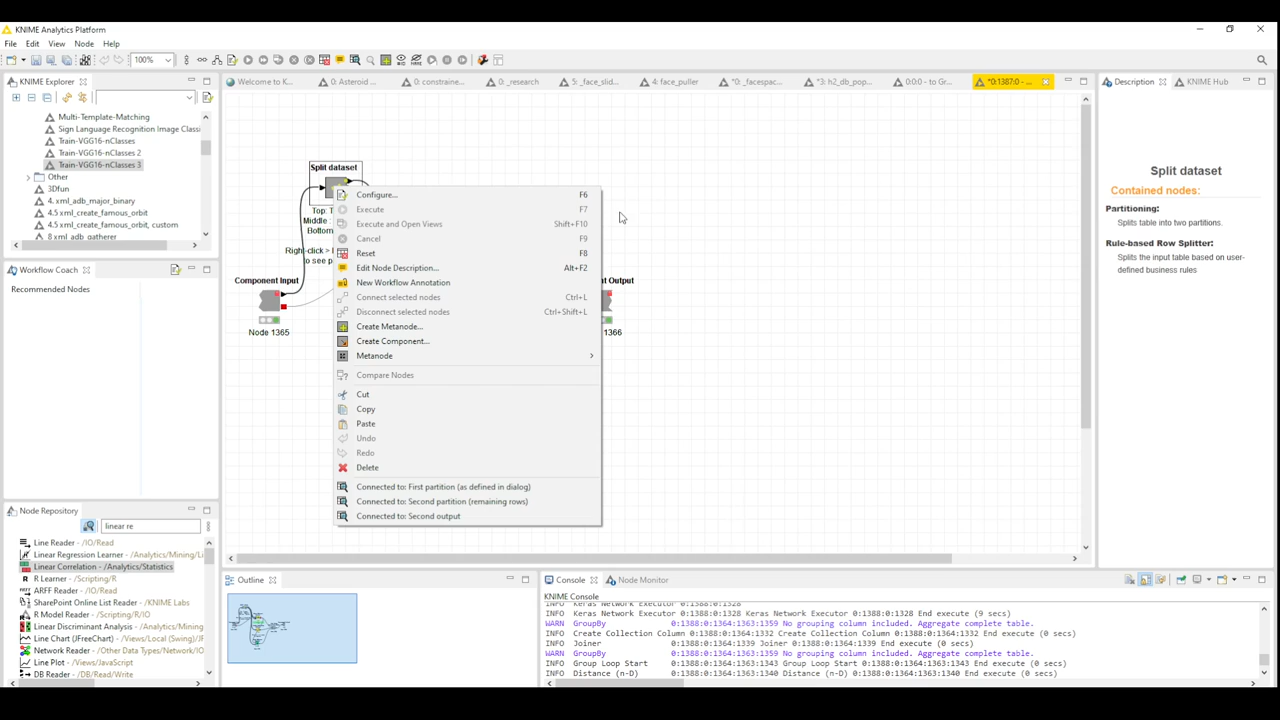 KNIME Analytics Platform
File Edit View Node Help
100%
KNIME Explorer
Multi-Template-Matching
Sign Language Recognition Image Classi
Train-VGG16-nClasses
Train-VGG16-nClasses 2
Train-VGG16-nClasses 3
Other
3Dfun
4. xml_adb_major_binary
4.5 xml_create_famous_orbit
4.5 xml_create_famous_orbit, custom
8 xml_adb_gatherer
Workflow Coach
Recommended Nodes
Node Repository
linear re
Line Reader - /IO/Read
Linear Regression Learner - /Analytics/Mining/Li
Linear Correlation - /Analytics/Statistics
R Learner - /Scripting/R
ARFF Reader - /IO/Read
SharePoint Online List Reader - /KNIME Labs
R Model Reader - /Scripting/R/IO
Linear Discriminant Analysis - /Analytics/Mining
Line Chart (JFreeChart) - /Views/Local (Swing)/JF
Network Reader - /Other Data Types/Network/IO
Line Plot - /Views/JavaScript
DB Reader - /DB/Read/Write
Welcome to K...
0: Asteroid ...
0: constraine...
0: _research
5: _face_slid...
4: face_puller
*0: _facespac...
*3: h2_db_pop...
0:0:0 - to Gr...
*0:1387:0 - ...
Split dataset
Top: T
Middle :
Bottom
Right-click >
to see p
Component Input
Node 1365
nt Output
1366
Configure... F6
Execute F7
Execute and Open Views Shift+F10
Cancel F9
Reset F8
Edit Node Description... Alt+F2
New Workflow Annotation
Connect selected nodes Ctrl+L
Disconnect selected nodes Ctrl+Shift+L
Create Metanode...
Create Component...
Metanode
Compare Nodes
Cut
Copy
Paste
Undo
Redo
Delete
Connected to: First partition (as defined in dialog)
Connected to: Second partition (remaining rows)
Connected to: Second output
Description
KNIME Hub
Split dataset
Contained nodes:
Partitioning:
Splits table into two partitions.
Rule-based Row Splitter:
Splits the input table based on user-
defined business rules
Outline
Console
Node Monitor
KNIME Console
INFO Keras Network Executor 0:1388:0:1328 Keras Network Executor 0:1388:0:1328 End execute (9 secs)
WARN GroupBy 0:1388:0:1364:1363:1359 No grouping column included. Aggregate complete table.
INFO Create Collection Column 0:1388:0:1364:1332 Create Collection Column 0:1388:0:1364:1332 End execute (0 secs)
INFO Joiner 0:1388:0:1364:1339 Joiner 0:1388:0:1364:1339 End execute (0 secs)
WARN GroupBy 0:1388:0:1364:1363:1359 No grouping column included. Aggregate complete table.
INFO Group Loop Start 0:1388:0:1364:1363:1343 Group Loop Start 0:1388:0:1364:1363:1343 End execute (0 secs)
INFO Distance (n-D) 0:1388:0:1364:1363:1340 Distance (n-D) 0:1388:0:1364:1363:1340 End execute (0 secs)